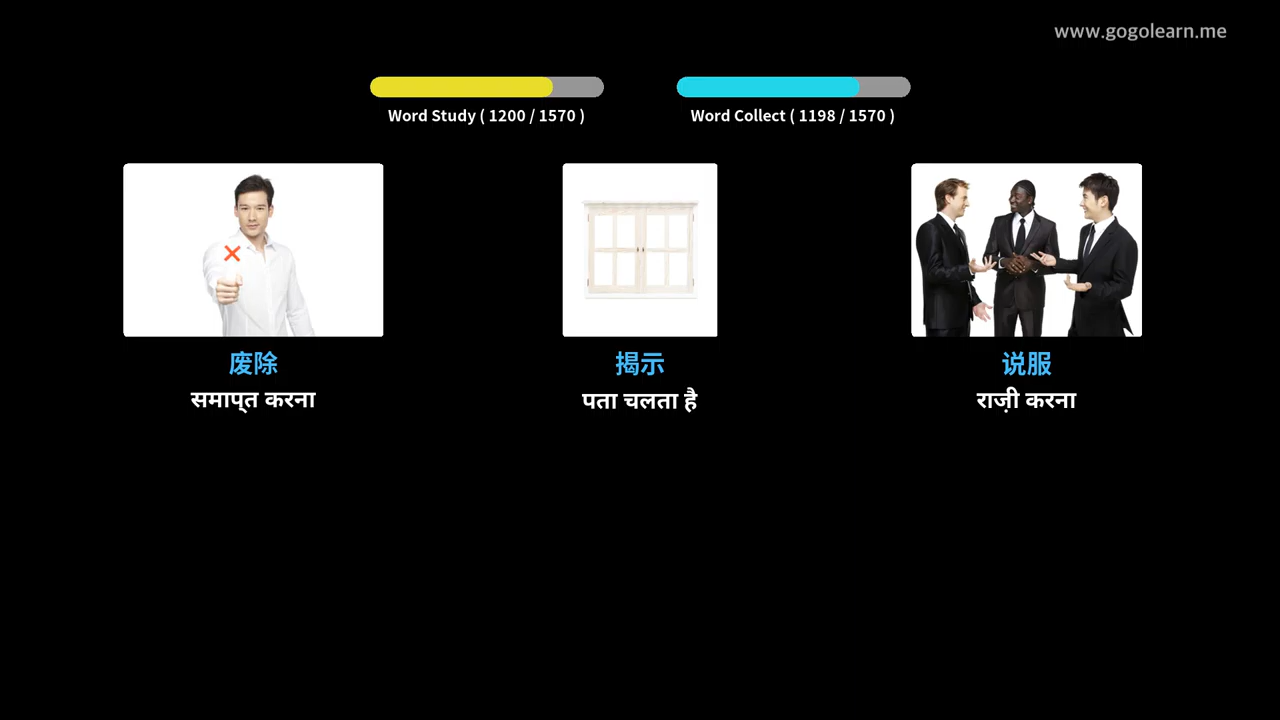 www.gogolearn.me
Word Study ( 1200 / 1570 )
Word Collect ( 1198 / 1570 )
废除
समाप्त करना
揭示
पता चलता है
说服
राज़ी करना